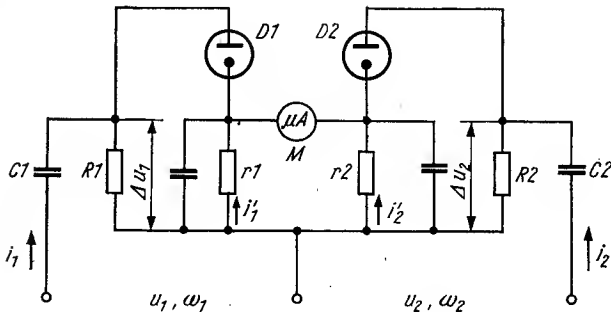 D1
D2
μA
M
C1
R1
Δu₁
r1
r2
Δu₂
R2
C2
i₁
i′₁
i′₂
i₂
u₁, ω₁
u₂, ω₂